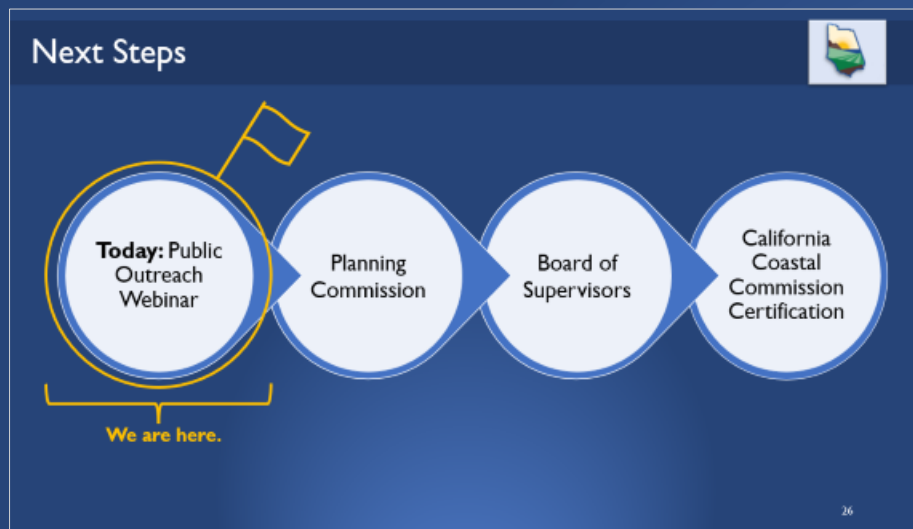 Next Steps
Today: Public
Outreach
Webinar
Planning
Commission
Board of
Supervisors
California
Coastal
Commission
Certification
We are here.
26